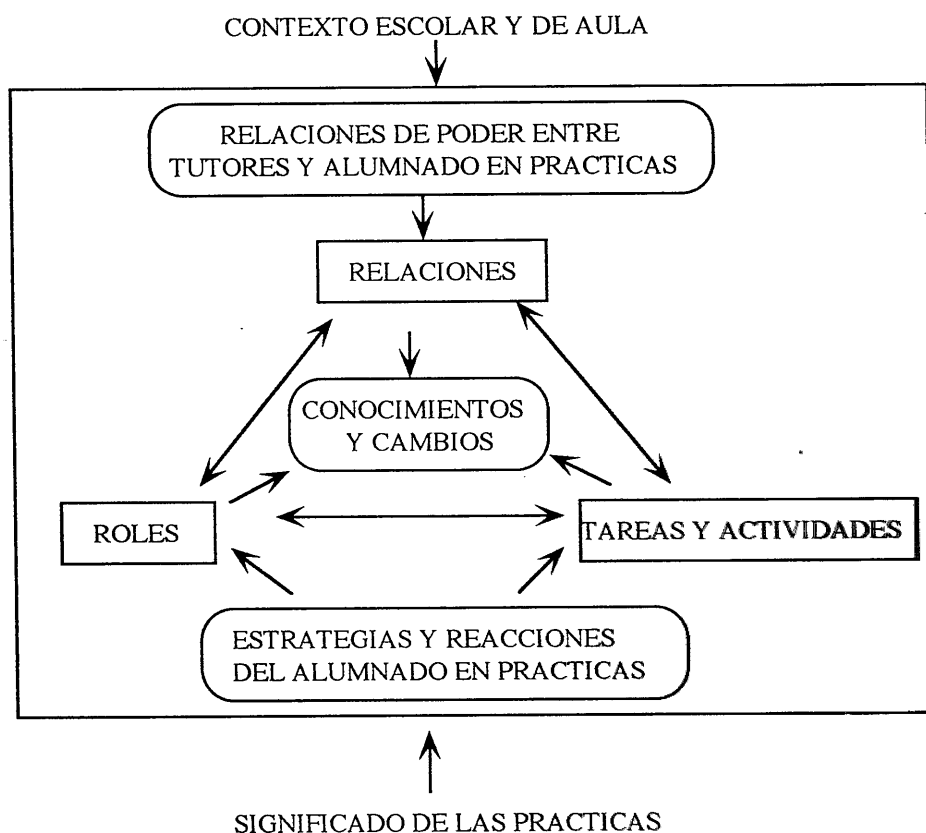 CONTEXTO ESCOLAR Y DE AULA
RELACIONES DE PODER ENTRE
TUTORES Y ALUMNADO EN PRACTICAS
RELACIONES
CONOCIMIENTOS
Y CAMBIOS
ROLES
TAREAS Y ACTIVIDADES
ESTRATEGIAS Y REACCIONES
DEL ALUMNADO EN PRACTICAS
SIGNIFICADO DE LAS PRACTICAS